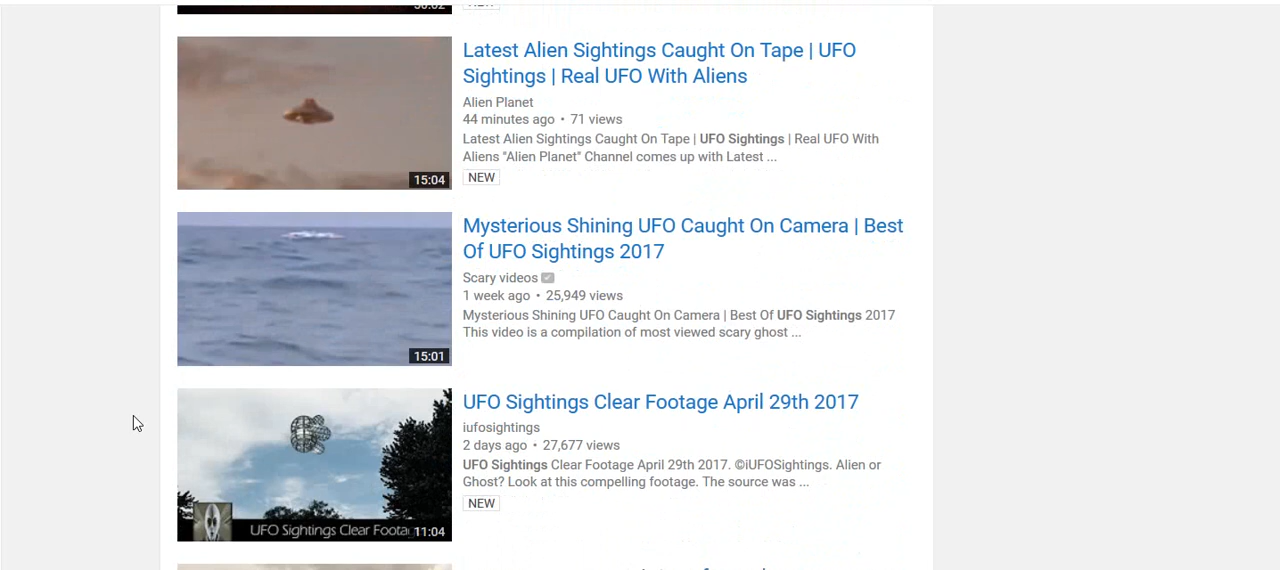 Latest Alien Sightings Caught On Tape | UFO
Sightings | Real UFO With Aliens
Alien Planet
44 minutes ago • 71 views
Latest Alien Sightings Caught On Tape | UFO Sightings | Real UFO With
Aliens "Alien Planet" Channel comes up with Latest ...
NEW
15:04
Mysterious Shining UFO Caught On Camera | Best
Of UFO Sightings 2017
Scary videos
1 week ago • 25,949 views
Mysterious Shining UFO Caught On Camera | Best Of UFO Sightings 2017
This video is a compilation of most viewed scary ghost ...
15:01
UFO Sightings Clear Footage April 29th 2017
iufosightings
2 days ago • 27,677 views
UFO Sightings Clear Footage April 29th 2017. ©iUFOSightings. Alien or
Ghost? Look at this compelling footage. The source was ...
NEW
UFO Sightings Clear Foota
11:04